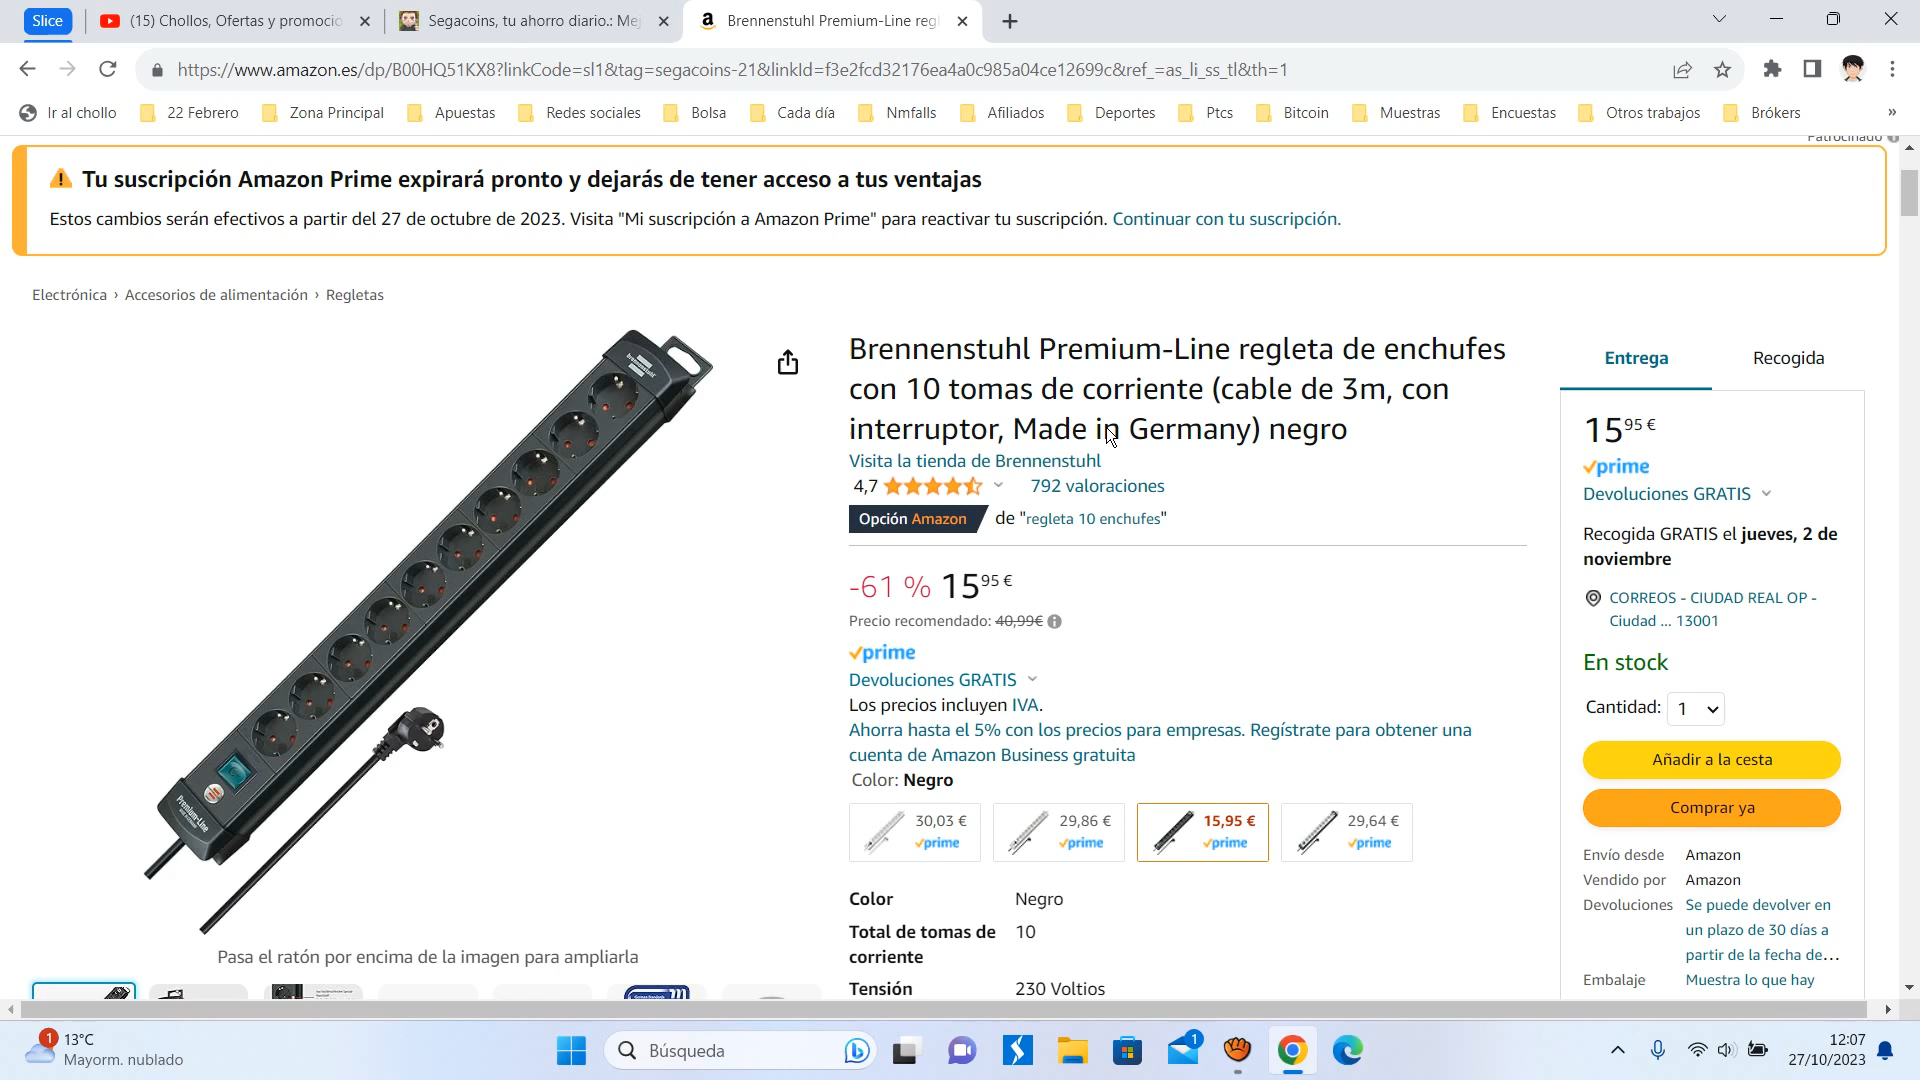 Slice
(15) Chollos, Ofertas y promocio
Segacoins, tu ahorro diario.: Me
Brennenstuhl Premium-Line reg
https://www.amazon.es/dp/B00HQ51KX8?linkCode=sl1&tag=segacoins-21&linkId=f3e2fcd32176ea4a0c985a04ce12699c&ref_=as_li_ss_tl&th=1
Ir al chollo
22 Febrero
Zona Principal
Apuestas
Redes sociales
Bolsa
Cada día
Nmfalls
Afiliados
Deportes
Ptcs
Bitcoin
Muestras
Encuestas
Otros trabajos
Brókers
»
Patrocinado
Tu suscripción Amazon Prime expirará pronto y dejarás de tener acceso a tus ventajas
Estos cambios serán efectivos a partir del 27 de octubre de 2023. Visita "Mi suscripción a Amazon Prime" para reactivar tu suscripción. Continuar con tu suscripción.
Electrónica › Accesorios de alimentación › Regletas
brennenstuhl
Premium-Line
Pasa el ratón por encima de la imagen para ampliarla
Brennenstuhl Premium-Line regleta de enchufes
con 10 tomas de corriente (cable de 3m, con
interruptor, Made in Germany) negro
Visita la tienda de Brennenstuhl
4,7 792 valoraciones
Opción Amazon de "regleta 10 enchufes"
-61 % 15 95 €
Precio recomendado: 40,99€
prime
Devoluciones GRATIS
Los precios incluyen IVA.
Ahorra hasta el 5% con los precios para empresas. Regístrate para obtener una
cuenta de Amazon Business gratuita
Color: Negro
30,03 €
prime
29,86 €
prime
15,95 €
prime
29,64 €
prime
Color Negro
Total de tomas de 10
corriente
Tensión 230 Voltios
Entrega
Recogida
15 95 €
prime
Devoluciones GRATIS
Recogida GRATIS el jueves, 2 de
noviembre
CORREOS - CIUDAD REAL OP -
Ciudad ... 13001
En stock
Cantidad: 1
Añadir a la cesta
Comprar ya
Envío desde Amazon
Vendido por Amazon
Devoluciones Se puede devolver en
un plazo de 30 días a
partir de la fecha de...
Embalaje Muestra lo que hay
1
13°C
Mayorm. nublado
Búsqueda
1
12:07
27/10/2023